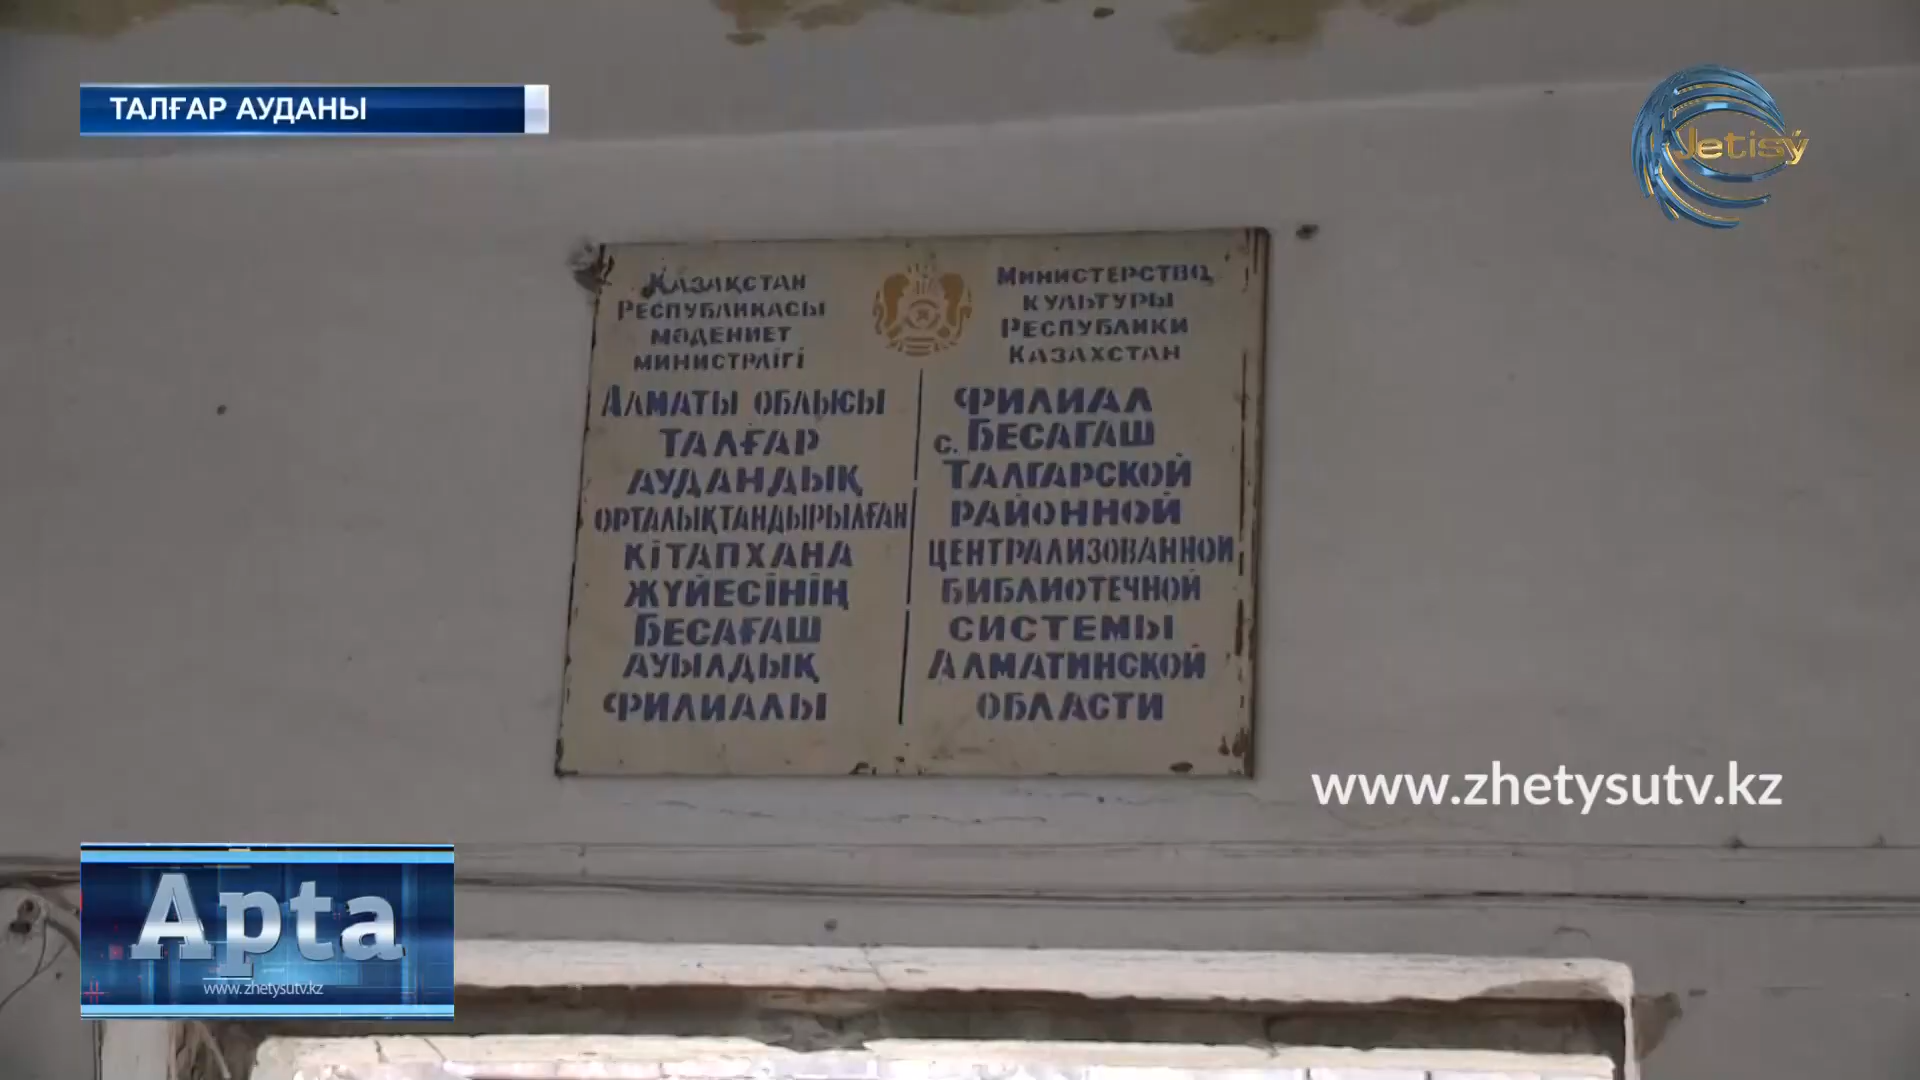 ТАЛҒАР АУДАНЫ
Jetisý
ҚАЗАҚСТАН
РЕСПУБЛИКАСЫ
МӘДЕНИЕТ
МИНИСТРЛІГІ
АЛМАТЫ ОБЛЫСЫ
ТАЛҒАР
АУДАНДЫҚ
ОРТАЛЫҚТАНДЫРЫЛҒАН
КІТАПХАНА
ЖҮЙЕСІНІҢ
БЕСАҒАШ
АУЫЛДЫҚ
ФИЛИАЛЫ
МИНИСТЕРСТВО
КУЛЬТУРЫ
РЕСПУБЛИКИ
КАЗАХСТАН
ФИЛИАЛ
с. БЕСАГАШ
ТАЛГАРСКОЙ
РАЙОННОЙ
ЦЕНТРАЛИЗОВАННОЙ
БИБЛИОТЕЧНОЙ
СИСТЕМЫ
АЛМАТИНСКОЙ
ОБЛАСТИ
www.zhetysutv.kz
Арта
www.zhetysutv.kz